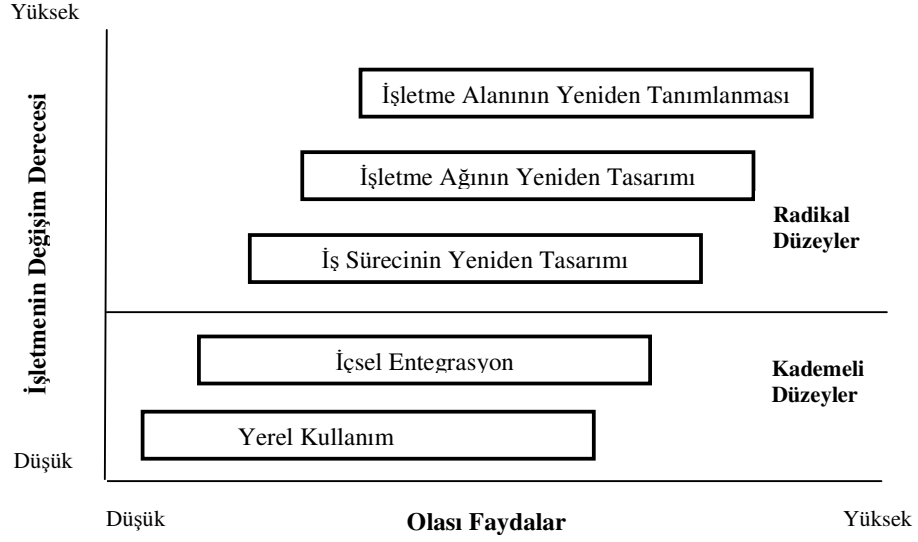 Yüksek
İşletmenin Değişim Derecesi
İşletme Alanının Yeniden Tanımlanması
İşletme Ağının Yeniden Tasarımı
Radikal
Düzeyler
İş Sürecinin Yeniden Tasarımı
İçsel Entegrasyon
Kademeli
Düzeyler
Yerel Kullanım
Düşük
Düşük
Olası Faydalar
Yüksek